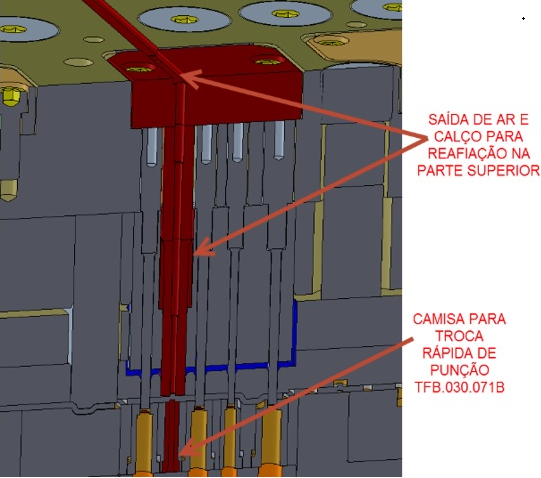 SAÍDA DE AR E
CALÇO PARA
REAFIAÇÃO NA
PARTE SUPERIOR
CAMISA PARA
TROCA
RÁPIDA DE
PUNÇÃO
TFB.030.071B